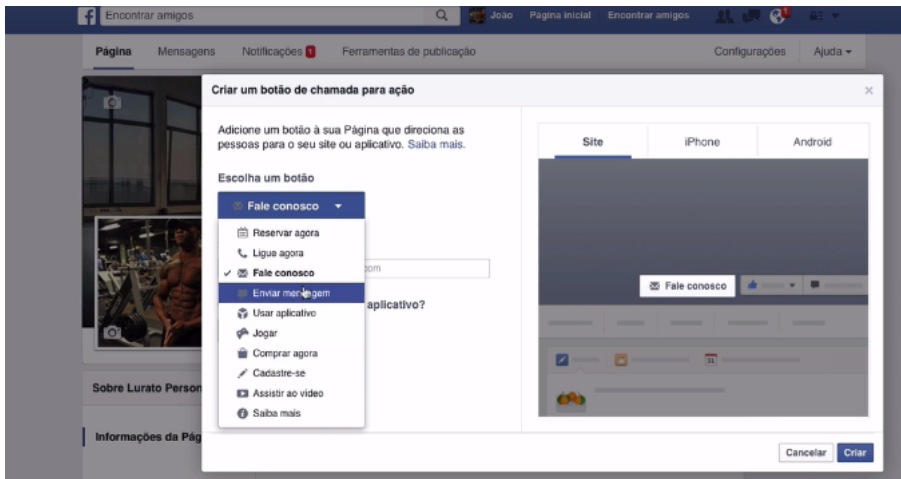 f Encontrar amigos João Página inicial Encontrar amigos
Página Mensagens Notificações 1 Ferramentas de publicação Configurações Ajuda
Criar um botão de chamada para ação
Adicione um botão à sua Página que direciona as
pessoas para o seu site ou aplicativo. Saiba mais.
Escolha um botão
Fale conosco
Reservar agora
Ligue agora
Fale conosco
.com
Enviar mensagem
aplicativo?
Usar aplicativo
Jogar
Comprar agora
Cadastre-se
Assistir ao vídeo
Saiba mais
Site iPhone Android
Fale conosco
31
Sobre Lurato Person
Informações da Pág
Cancelar Criar